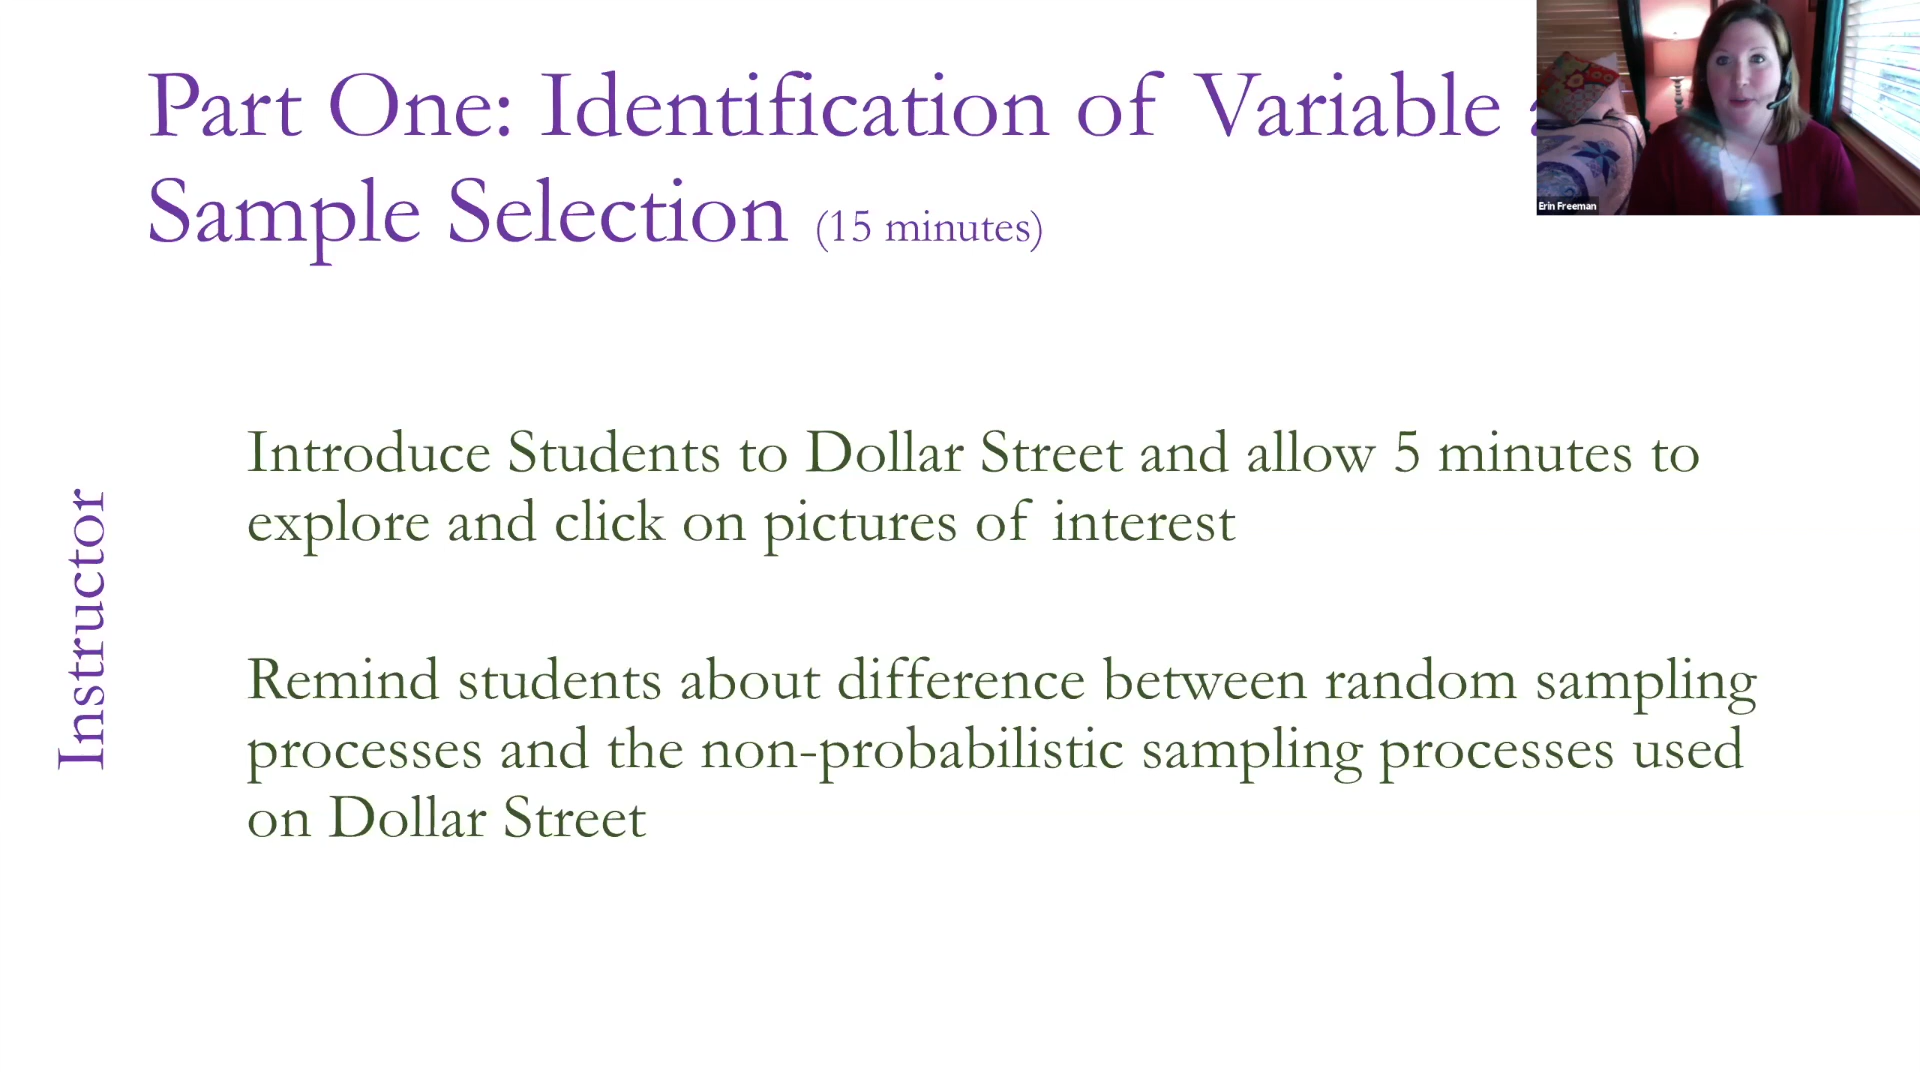 Part One: Identification of Variable
Sample Selection (15 minutes)
Erin Freeman
Instructor
Introduce Students to Dollar Street and allow 5 minutes to
explore and click on pictures of interest
Remind students about difference between random sampling
processes and the non-probabilistic sampling processes used
on Dollar Street